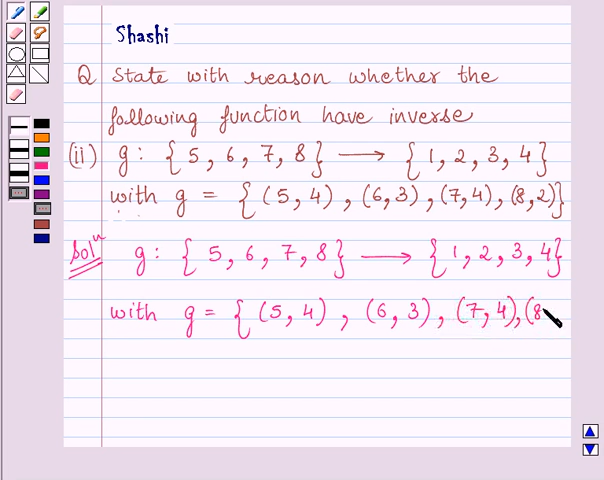 Shashi
Q State with reason whether the
following function have inverse
(ii) g: { 5, 6, 7, 8 } ⟶ { 1, 2, 3, 4 }
with g = { (5, 4) , (6, 3) , (7, 4), (8, 2)}
Solⁿ g: { 5, 6, 7, 8 } ⟶ { 1, 2, 3, 4 }
with g = { (5, 4) , (6, 3) , (7, 4), (8